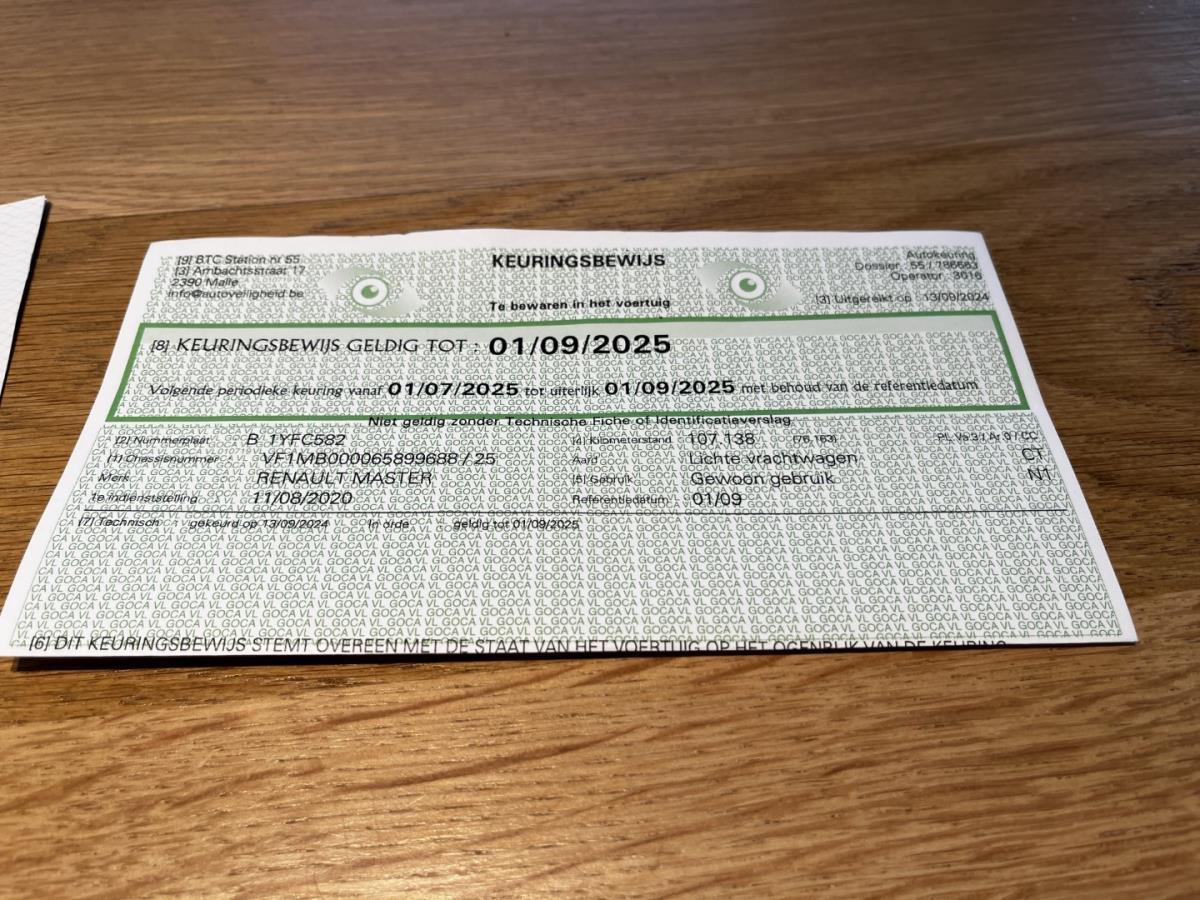 [9] BTC Station nr 55
[3] Ambachtsstraat 17
2390 Malle
info@autoveiligheid.be
KEURINGSBEWIJS
Te bewaren in het voertuig
Autokeuring
Dossier: 55 / 786663
Operator: 3016
[3] Uitgereikt op : 13/09/2024
[8] KEURINGSBEWIJS GELDIG TOT : 01/09/2025
Volgende periodieke keuring vanaf 01/07/2025 tot uiterlijk 01/09/2025 met behoud van de referentiedatum
Niet geldig zonder Technische Fiche of Identificatieverslag
[2] Nummerplaat B 1YFC582 [4] Kilometerstand 107.138 (76.163)
[1] Chassisnummer VF1MB000065899688 / 25 Aard Lichte vrachtwagen CT
Merk RENAULT MASTER [5] Gebruik Gewoon gebruik N1
1e indienststelling 11/08/2020 Referentiedatum 01/09
[7] Technisch gekeurd op 13/09/2024 In orde geldig tot 01/09/2025
[6] DIT KEURINGSBEWIJS STEMT OVEREEN MET DE STAAT VAN HET VOERTUIG OP HET OGENBLIK VAN DE KEURING